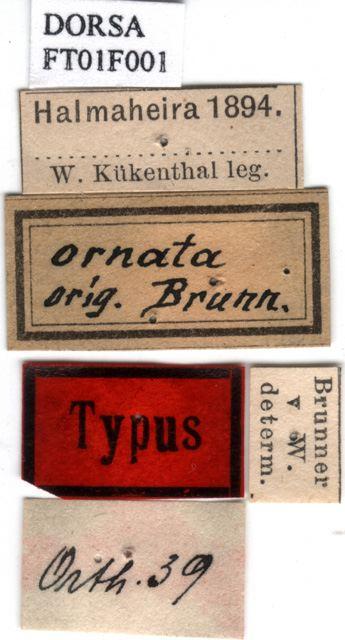 DORSA
FT01F001
Halmaheira 1894.
W. Kükenthal leg.
ornata
orig. Brunn.
Typus
Brunner
v W.
determ.
Orth. 39